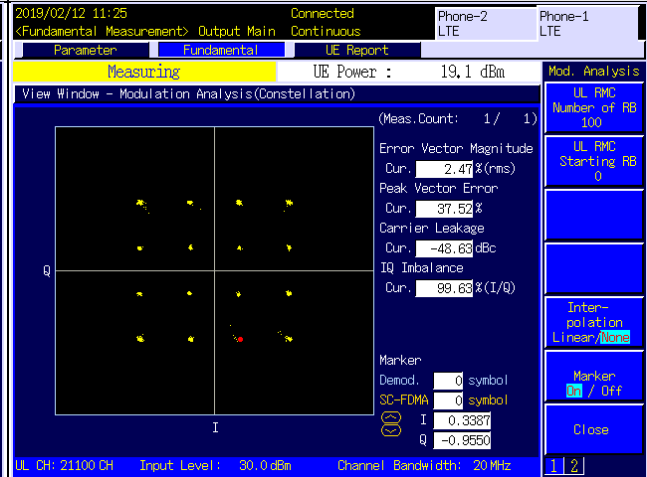 2019/02/12 11:25 Connected Phone-2 Phone-1
<Fundamental Measurement> Output Main Continuous LTE LTE
Parameter Fundamental UE Report
Measuring UE Power : 19.1 dBm Mod. Analysis
View Window - Modulation Analysis(Constellation)
UL RMC
Number of RB
100
(Meas.Count: 1/ 1)
Error Vector Magnitude
Cur. 2.47 %(rms)
Peak Vector Error
Cur. 37.52 %
Carrier Leakage
Cur. -48.63 dBc
IQ Imbalance
Cur. 99.63 %(I/Q)
UL RMC
Starting RB
0
Q
I
Inter-
polation
Linear/None
Marker
Demod. 0 symbol
SC-FDMA 0 symbol
I 0.3387
Q -0.9550
Marker
On / Off
Close
UL CH: 21100 CH Input Level: 30.0 dBm Channel Bandwidth: 20 MHz 1 2